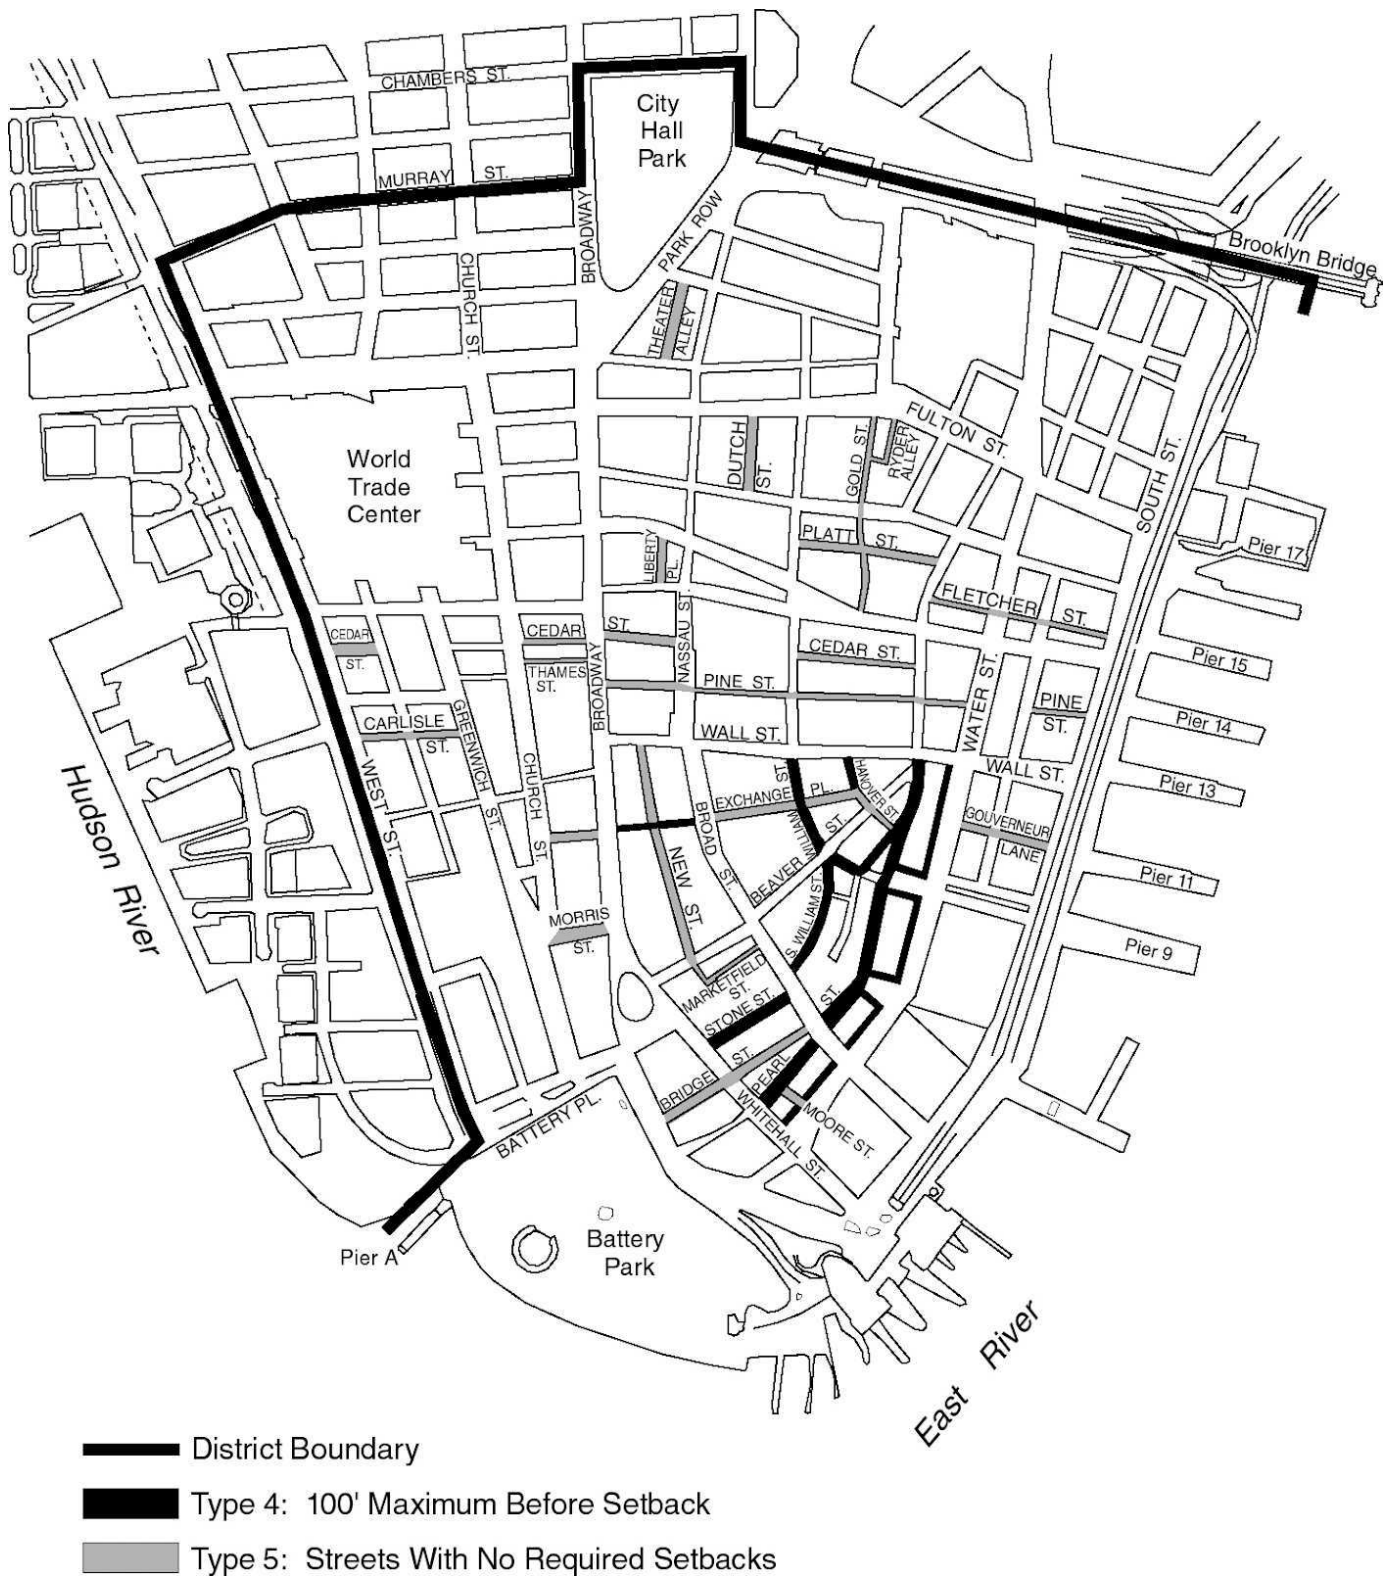 CHAMBERS ST.
City
Hall
Park
MURRAY ST.
BROADWAY
PARK ROW
Brooklyn Bridge
CHURCH ST.
THEATER
ALLEY
FULTON ST.
DUTCH
ST.
GOLD ST.
RYDER
ALLEY
SOUTH ST.
World
Trade
Center
PLATT ST.
Pier 17
LIBERTY
PL.
FLETCHER ST.
CEDAR
ST.
CEDAR ST.
THAMES
ST.
NASSAU ST.
CEDAR ST.
Pier 15
BROADWAY
PINE ST.
WATER ST.
PINE
ST.
Pier 14
CARLISLE
ST.
GREENWICH ST.
WALL ST.
WALL ST.
Pier 13
Hudson River
WEST ST.
CHURCH ST.
EXCHANGE PL.
HANOVER ST.
WILLIAM ST.
BROAD ST.
GOUVERNEUR
LANE
NEW ST.
BEAVER ST.
Pier 11
MORRIS
ST.
S. WILLIAM ST.
Pier 9
MARKETFIELD
ST.
STONE ST.
BRIDGE ST.
PEARL ST.
BATTERY PL.
WHITEHALL ST.
MOORE ST.
Pier A
Battery
Park
East River
District Boundary
Type 4: 100' Maximum Before Setback
Type 5: Streets With No Required Setbacks